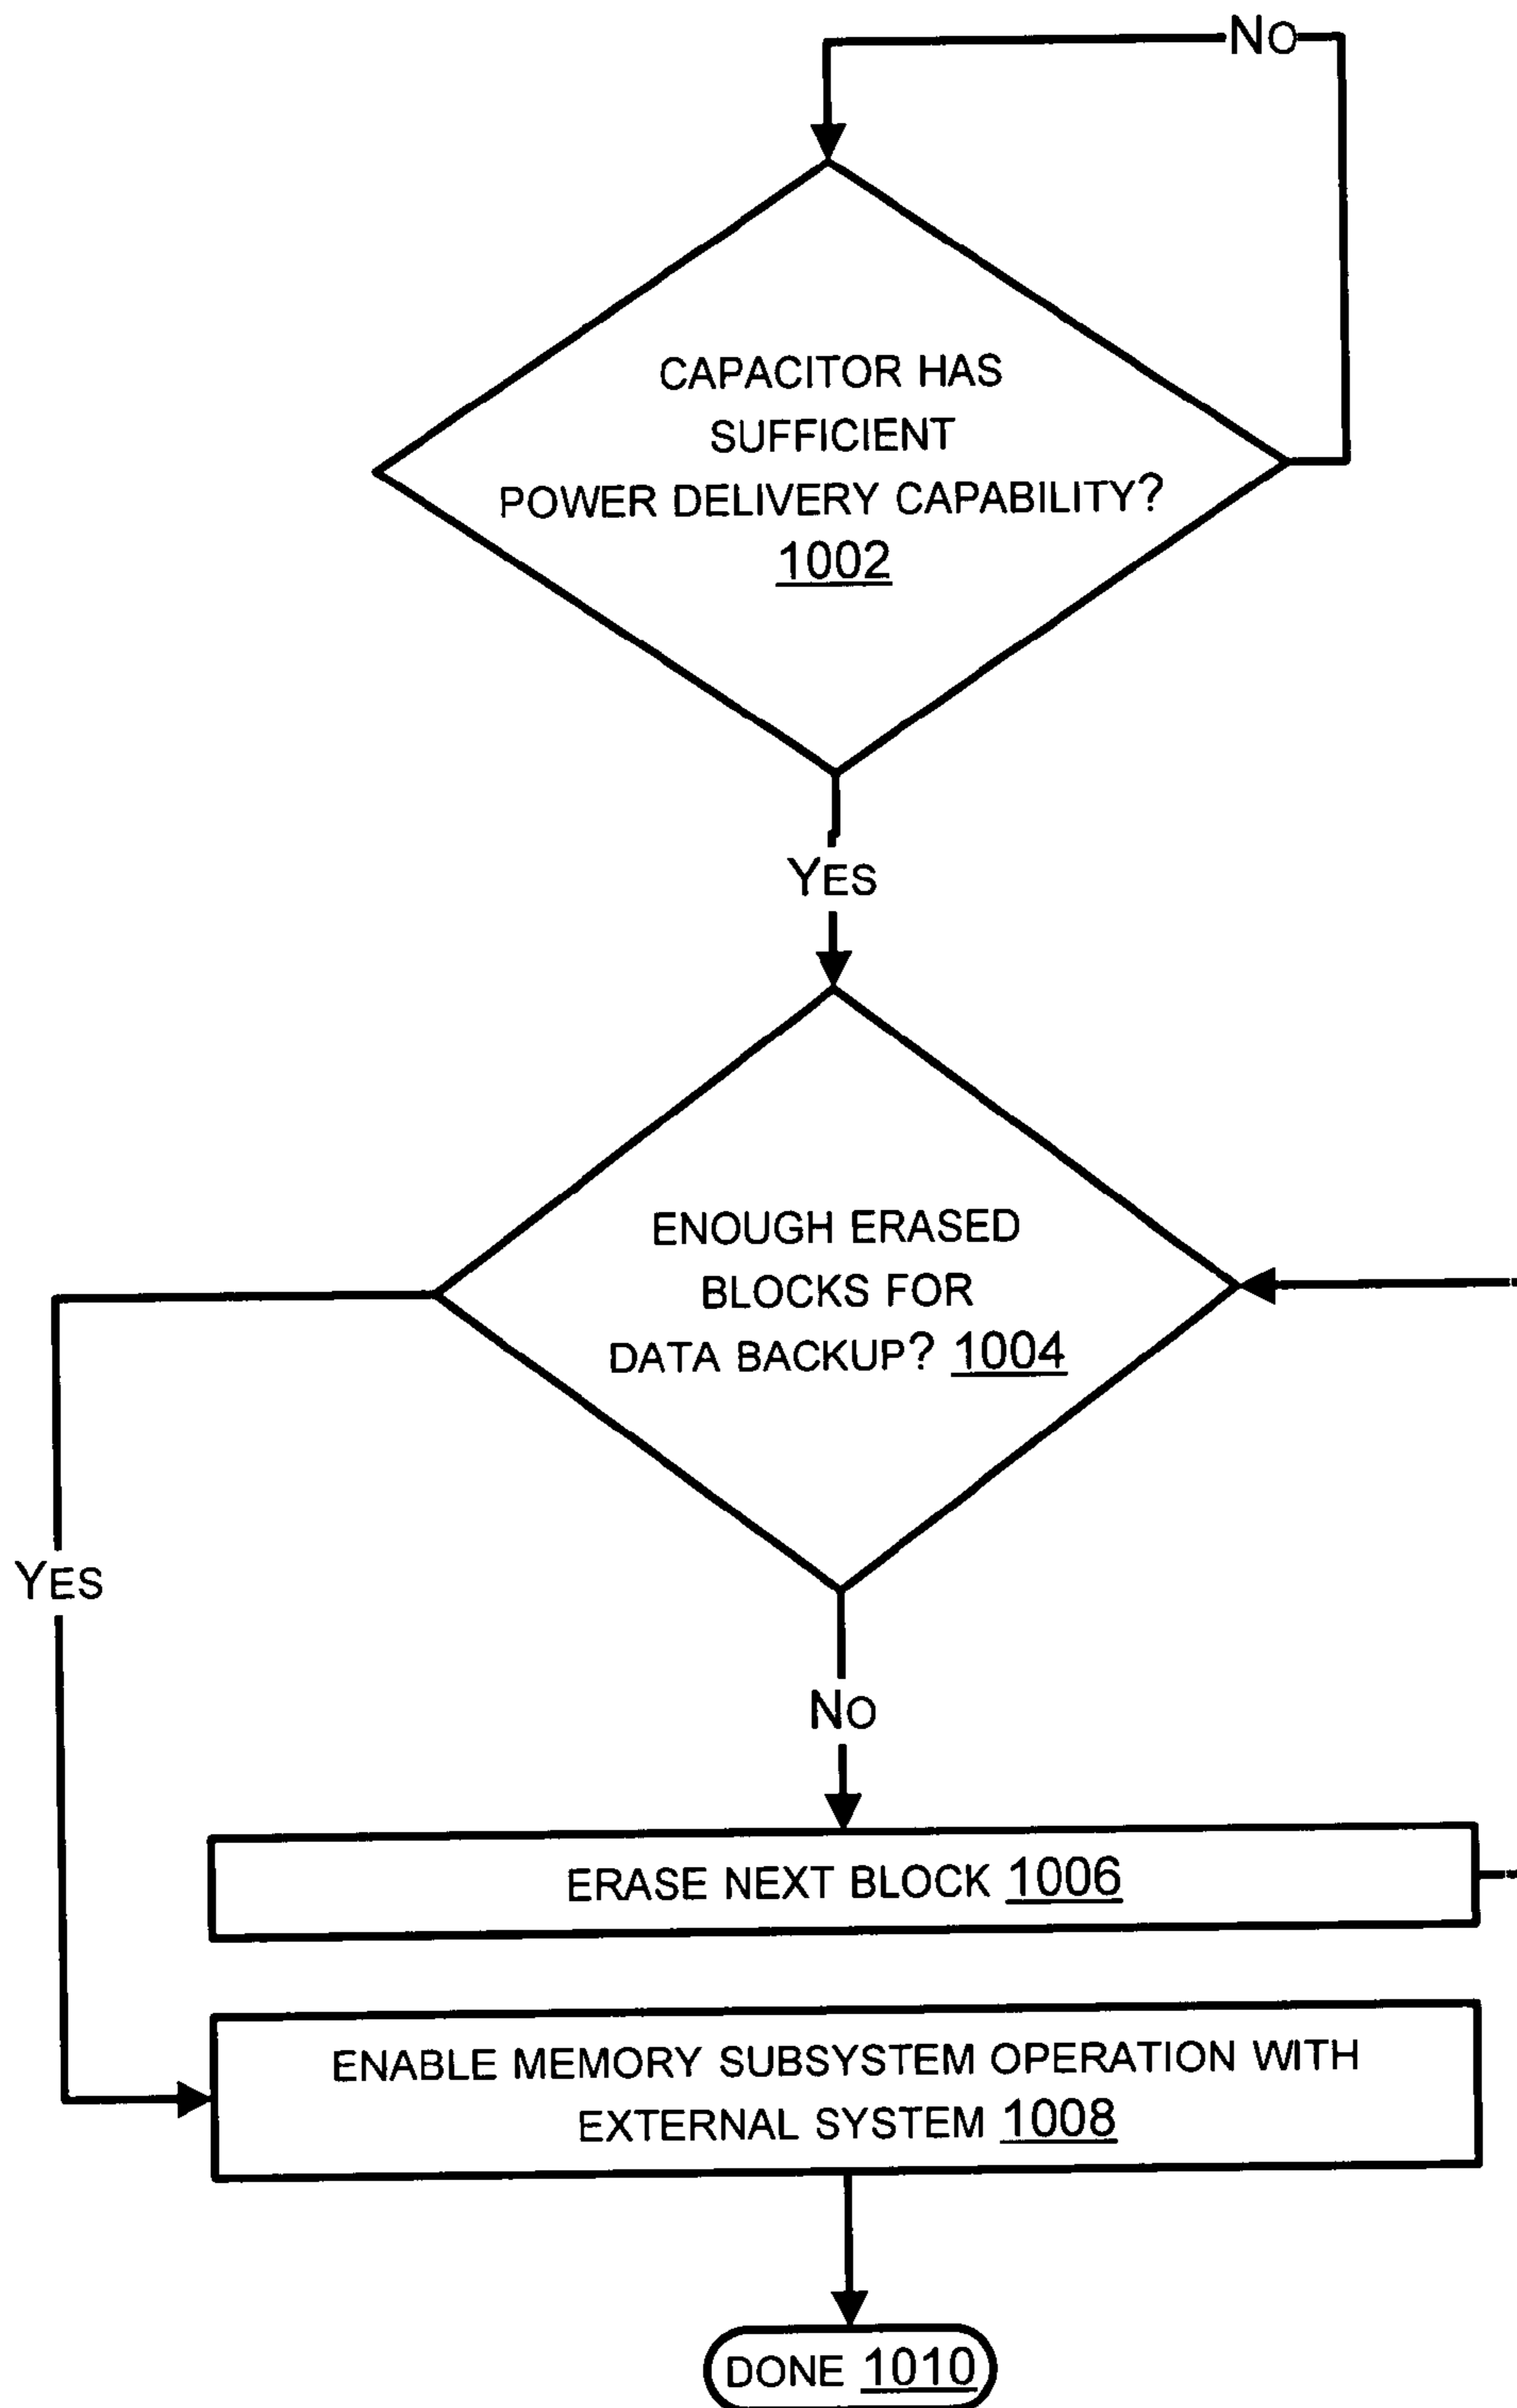 NO
CAPACITOR HAS
SUFFICIENT
POWER DELIVERY CAPABILITY?
1002
YES
ENOUGH ERASED
BLOCKS FOR
DATA BACKUP? 1004
YES
NO
ERASE NEXT BLOCK 1006
ENABLE MEMORY SUBSYSTEM OPERATION WITH
EXTERNAL SYSTEM 1008
DONE 1010